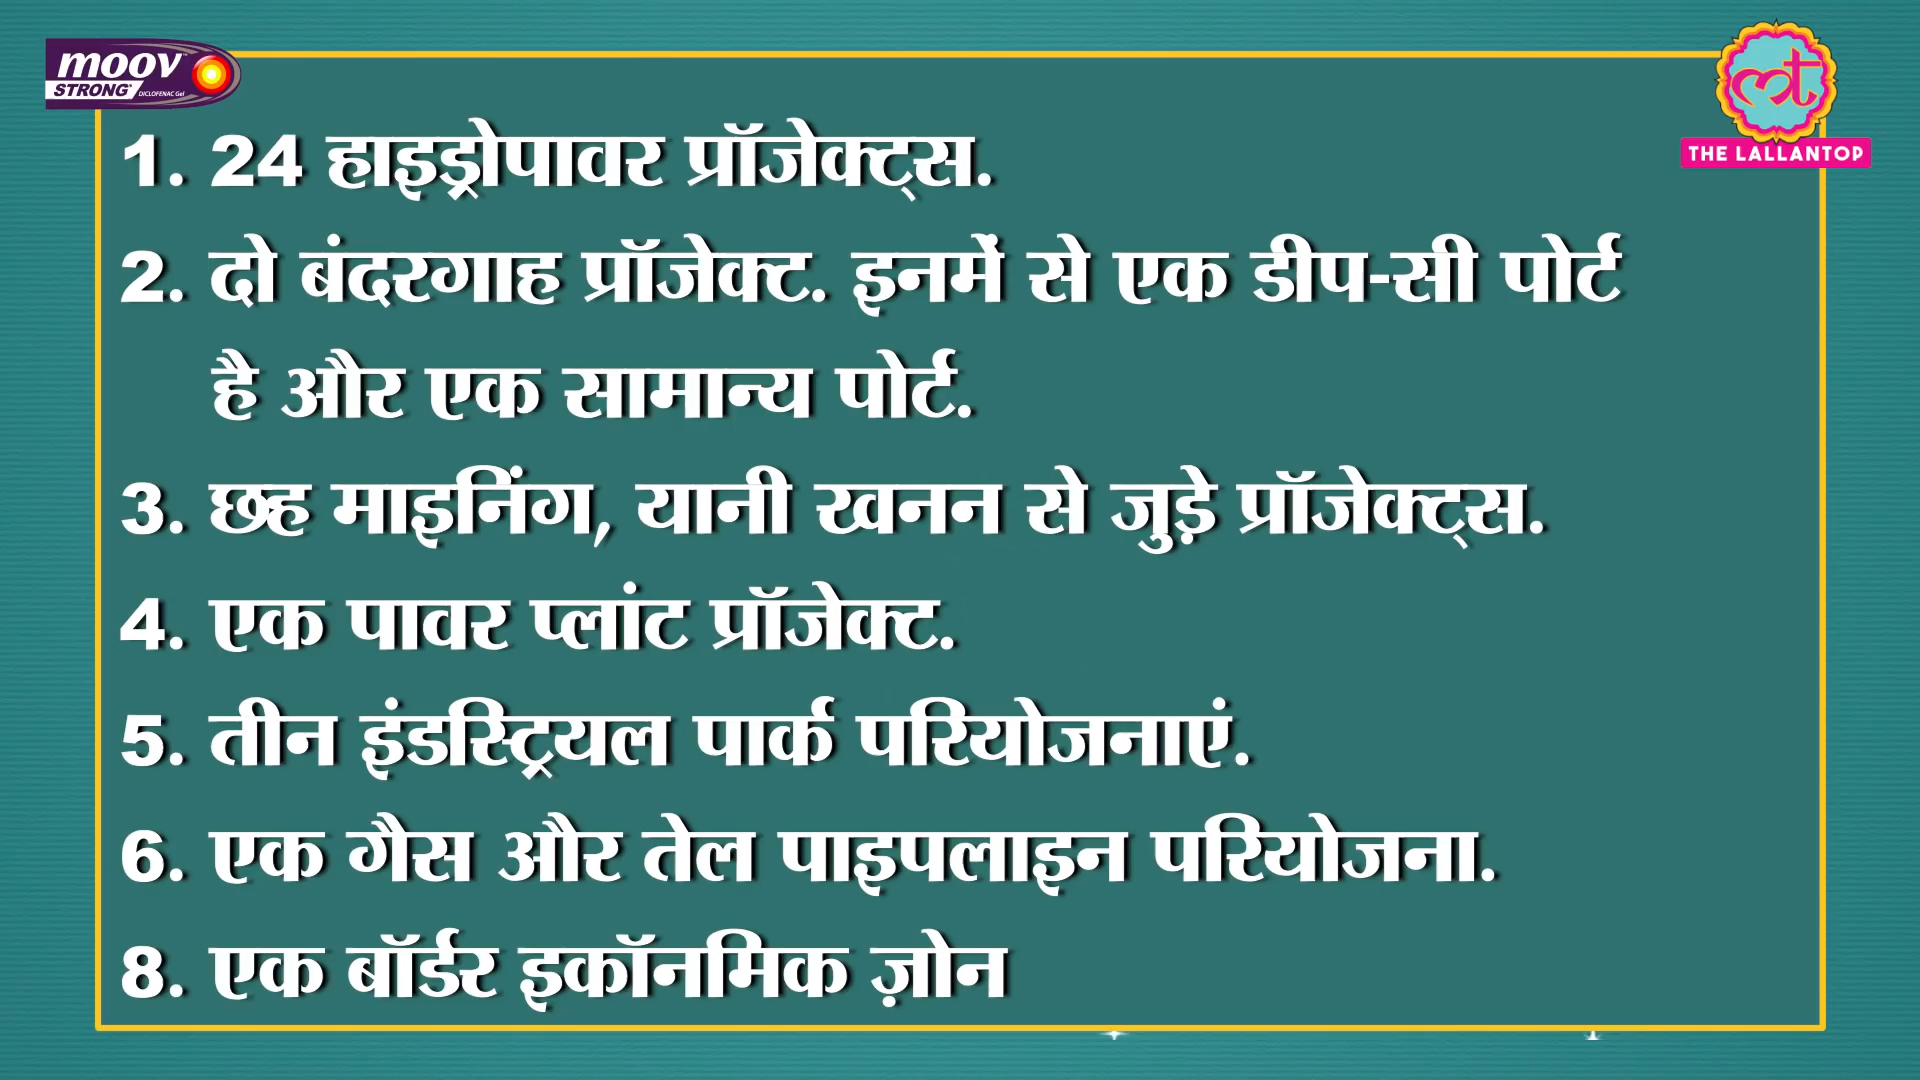 moov
STRONG
DICLOFENAC Gel
THE LALLANTOP
1. 24 हाइड्रोपावर प्रॉजेक्ट्स.
2. दो बंदरगाह प्रॉजेक्ट. इनमें से एक डीप-सी पोर्ट
है और एक सामान्य पोर्ट.
3. छह माइनिंग, यानी खनन से जुड़े प्रॉजेक्ट्स.
4. एक पावर प्लांट प्रॉजेक्ट.
5. तीन इंडस्ट्रियल पार्क परियोजनाएं.
6. एक गैस और तेल पाइपलाइन परियोजना.
8. एक बॉर्डर इकॉनमिक ज़ोन